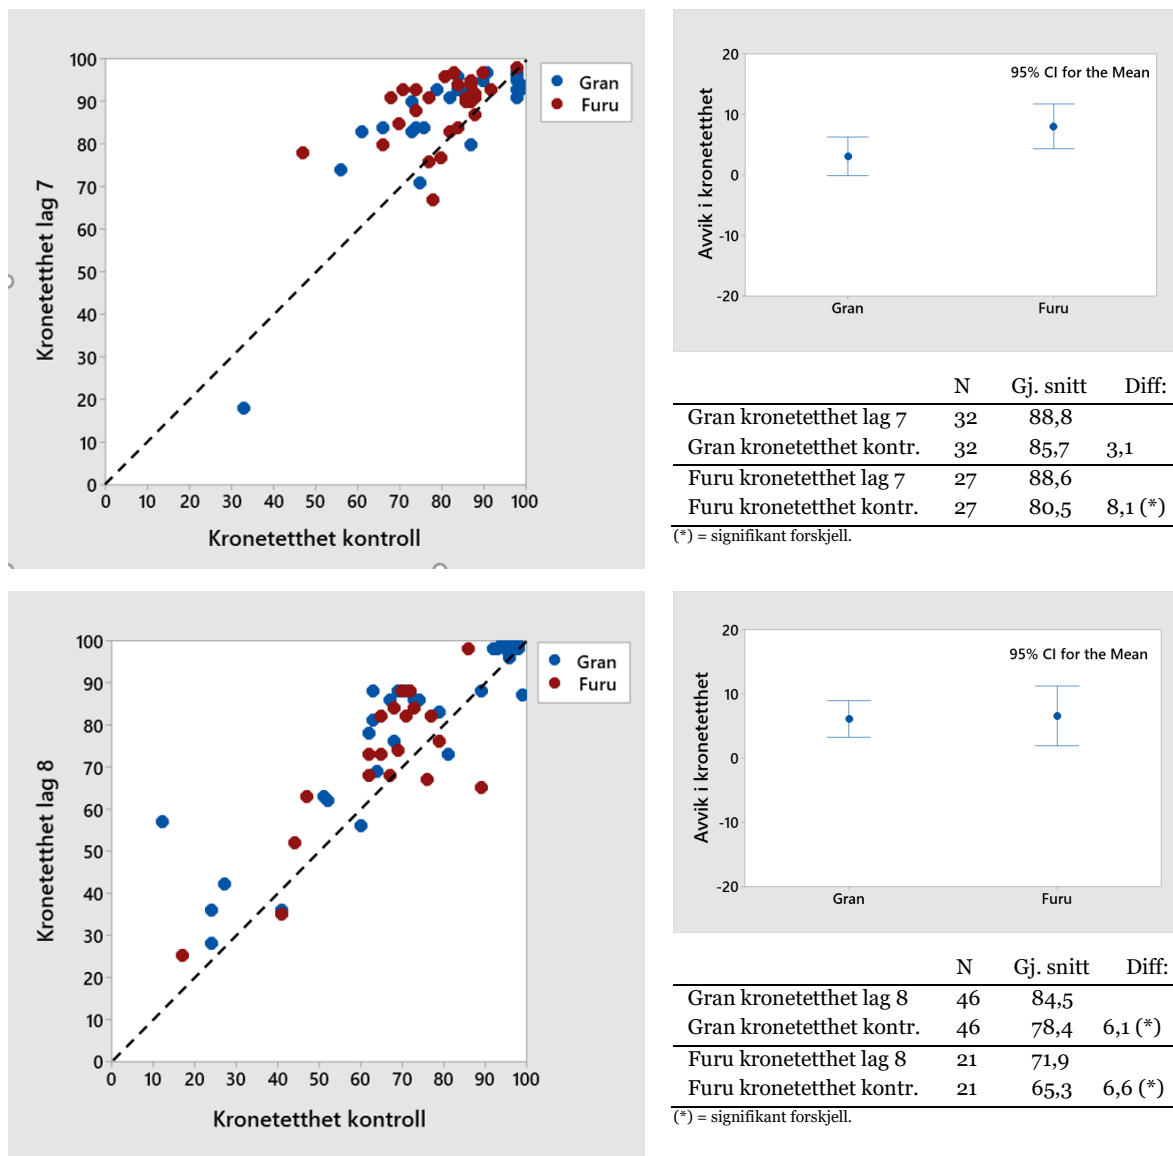 100
90
80
70
60
50
40
30
20
10
0
0 10 20 30 40 50 60 70 80 90 100
Kronetetthet lag 7
Kronetetthet kontroll
Gran
Furu
20
10
0
-10
-20
Avvik i kronetetthet
95% CI for the Mean
Gran Furu
N Gj. snitt Diff:
Gran kronetetthet lag 7 32 88,8
Gran kronetetthet kontr. 32 85,7 3,1
Furu kronetetthet lag 7 27 88,6
Furu kronetetthet kontr. 27 80,5 8,1 (*)
(*) = signifikant forskjell.
100
90
80
70
60
50
40
30
20
10
0
0 10 20 30 40 50 60 70 80 90 100
Kronetetthet lag 8
Kronetetthet kontroll
Gran
Furu
20
10
0
-10
-20
Avvik i kronetetthet
95% CI for the Mean
Gran Furu
N Gj. snitt Diff:
Gran kronetetthet lag 8 46 84,5
Gran kronetetthet kontr. 46 78,4 6,1 (*)
Furu kronetetthet lag 8 21 71,9
Furu kronetetthet kontr. 21 65,3 6,6 (*)
(*) = signifikant forskjell.